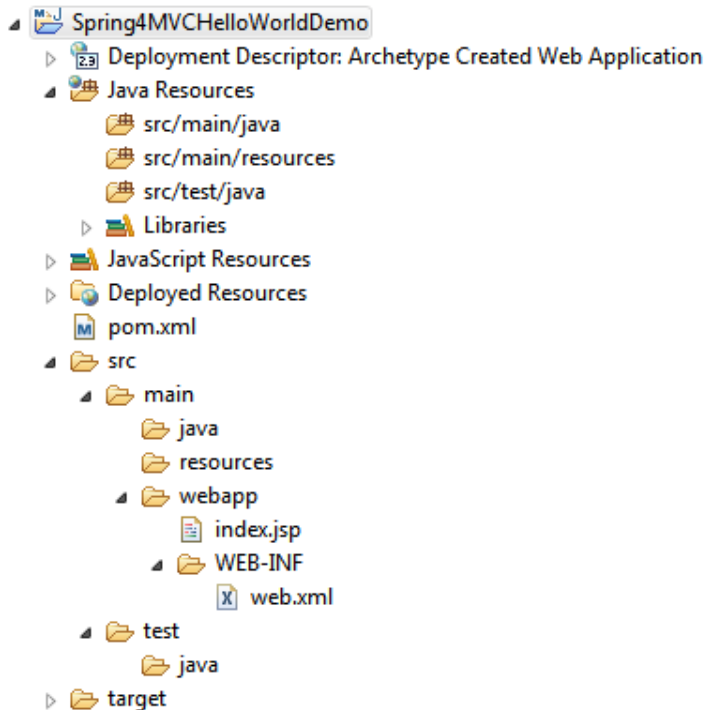 Spring4MVCHelloWorldDemo
Deployment Descriptor: Archetype Created Web Application
Java Resources
src/main/java
src/main/resources
src/test/java
Libraries
JavaScript Resources
Deployed Resources
pom.xml
src
main
java
resources
webapp
index.jsp
WEB-INF
web.xml
test
java
target